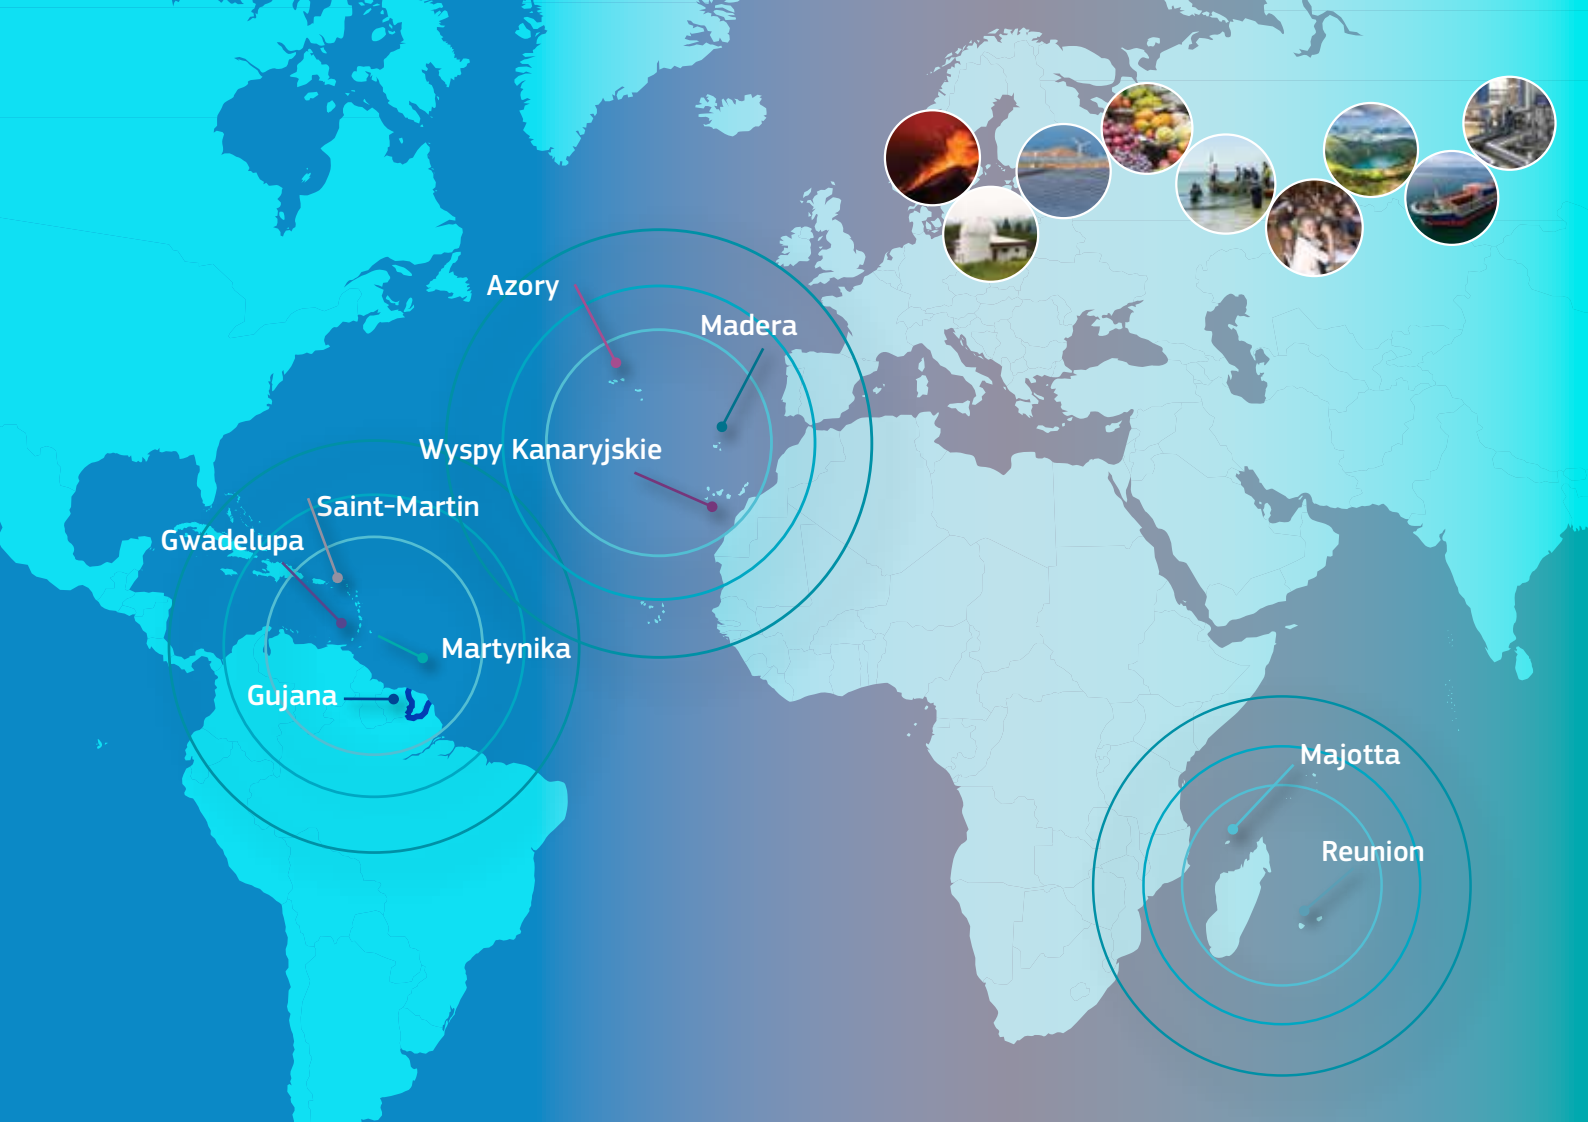 Azory
Madera
Wyspy Kanaryjskie
Saint-Martin
Gwadelupa
Martynika
Gujana
Majotta
Reunion